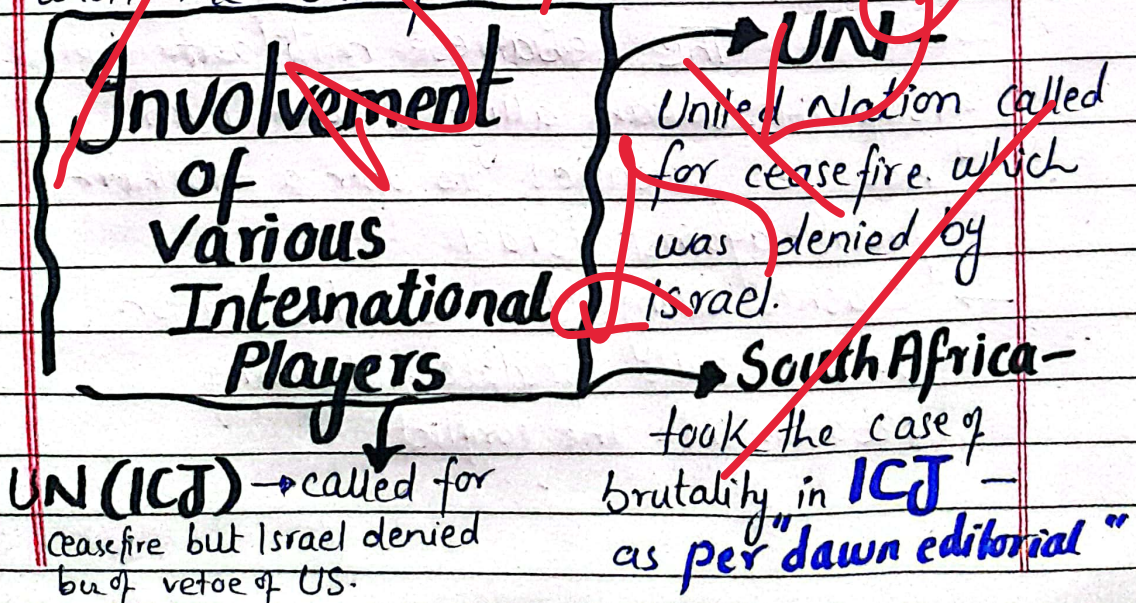 Involvement
of
Various
International
Players
UN -
United Nation called
for ceasefire. which
was denied by
israel.
South Africa -
took the case of
brutality in ICJ -
as per "dawn editorial"
UN (ICJ) → called for
ceasefire but Israel denied
of vetoe of US.